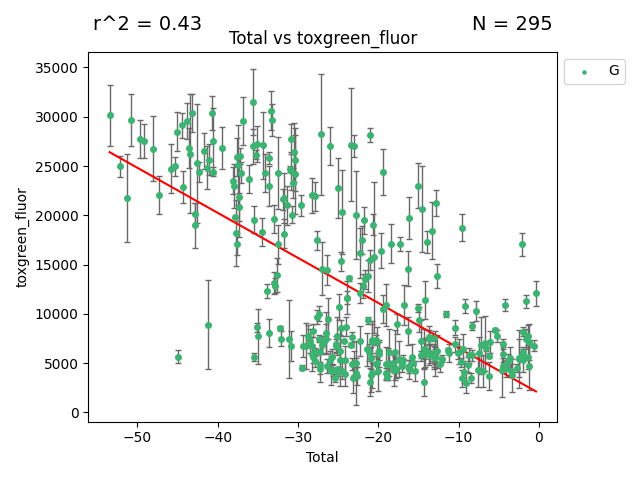 r^2 = 0.43
N = 295
Total vs toxgreen_fluor
35000
30000
25000
20000
15000
10000
5000
0
toxgreen_fluor
−50
−40
−30
−20
−10
0
Total
G